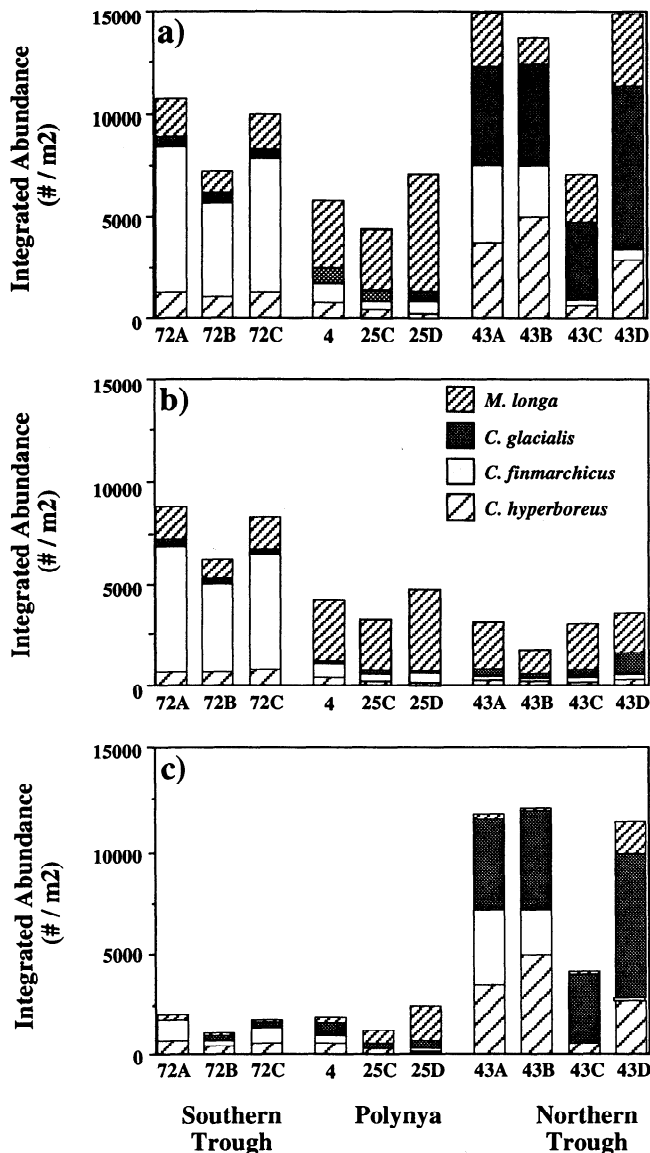 a)
Integrated Abundance
(# / m2)
15000
10000
5000
0
72A 72B 72C 4 25C 25D 43A 43B 43C 43D
b)
Integrated Abundance
(# / m2)
15000
10000
5000
0
M. longa
C. glacialis
C. finmarchicus
C. hyperboreus
72A 72B 72C 4 25C 25D 43A 43B 43C 43D
c)
Integrated Abundance
(# / m2)
15000
10000
5000
0
72A 72B 72C 4 25C 25D 43A 43B 43C 43D
Southern Polynya Northern
Trough Trough